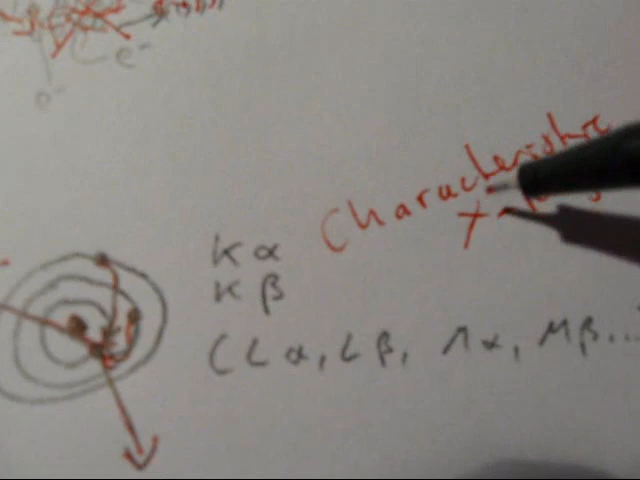 e⁻
e⁻
Characteristic
X-rays
Kα
Kβ
(Lα, Lβ, Mα, Mβ...